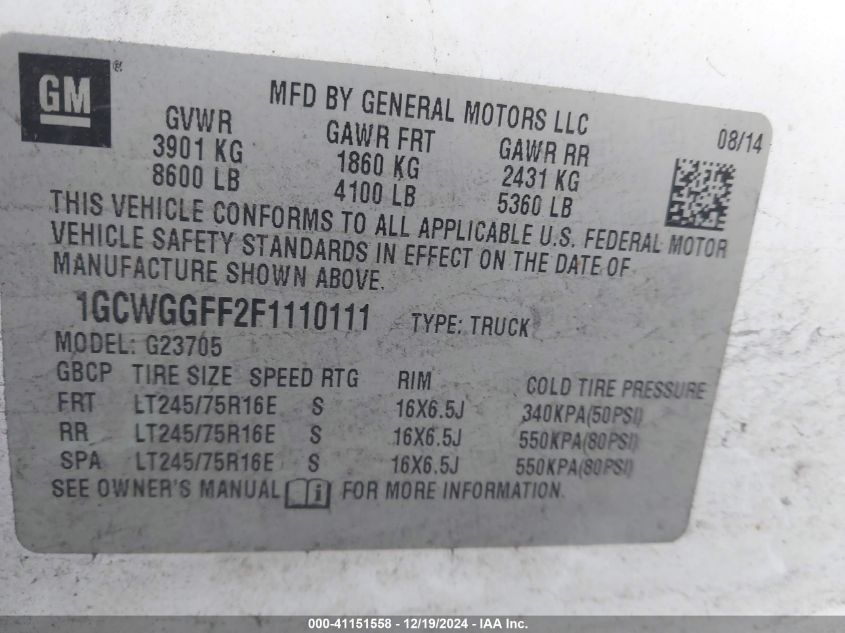 GM ®
MFD BY GENERAL MOTORS LLC
08/14
GVWR GAWR FRT GAWR RR
3901 KG 1860 KG 2431 KG
8600 LB 4100 LB 5360 LB
THIS VEHICLE CONFORMS TO ALL APPLICABLE U.S. FEDERAL MOTOR
VEHICLE SAFETY STANDARDS IN EFFECT ON THE DATE OF
MANUFACTURE SHOWN ABOVE.
1GCWGGFF2F1110111 TYPE: TRUCK
MODEL: G23705
GBCP TIRE SIZE SPEED RTG RIM COLD TIRE PRESSURE
FRT LT245/75R16E S 16X6.5J 340KPA(50PSI)
RR LT245/75R16E S 16X6.5J 550KPA(80PSI)
SPA LT245/75R16E S 16X6.5J 550KPA(80PSI)
SEE OWNER'S MANUAL i FOR MORE INFORMATION.
000-41151558 - 12/19/2024 - IAA Inc.